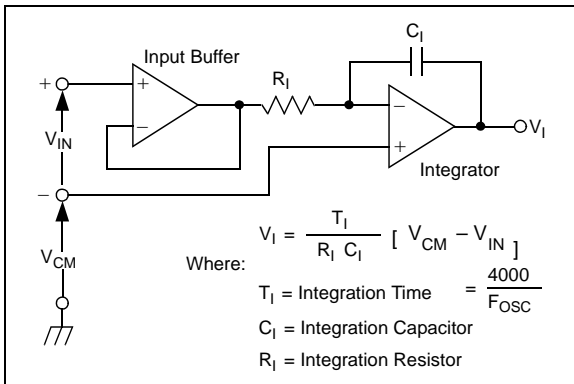 Input Buffer
C_I
R_I
+
+
−
−
+
V_IN
−
V_I
Integrator
V_CM
V_I = T_I / R_I C_I [ V_CM – V_IN ]
Where:
T_I = Integration Time = 4000 / F_OSC
C_I = Integration Capacitor
R_I = Integration Resistor